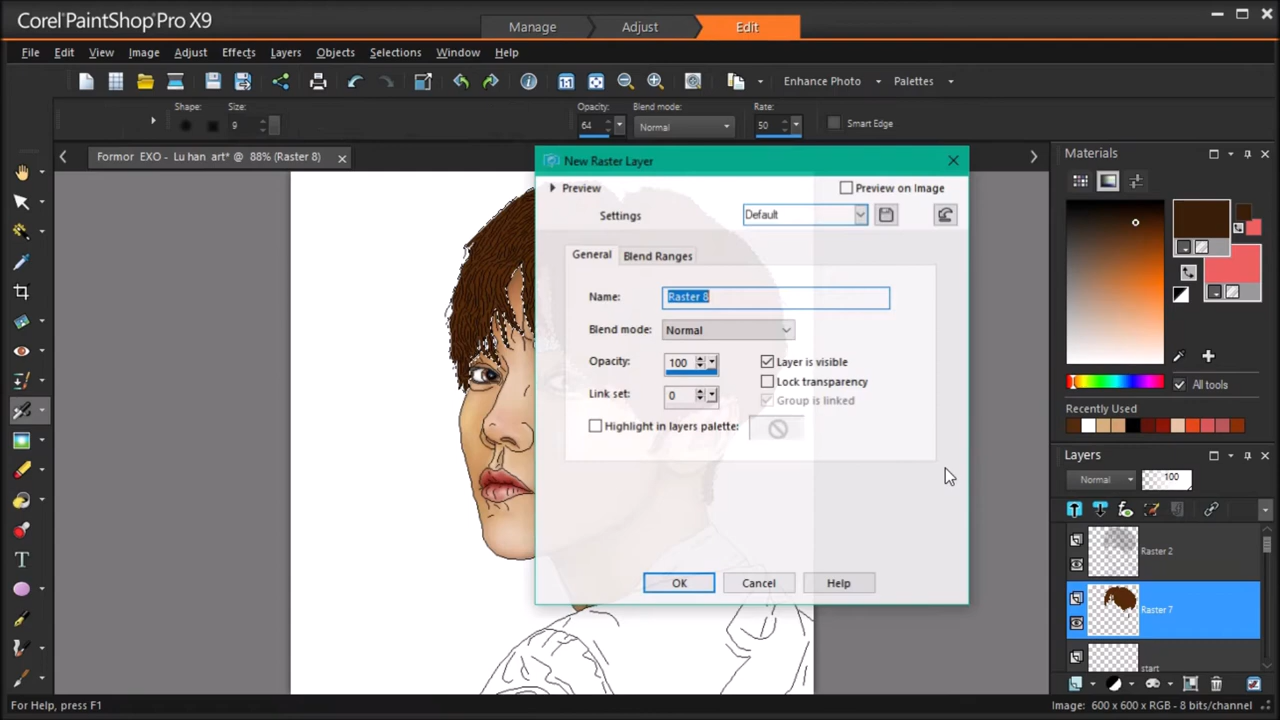 Corel PaintShop Pro X9
Manage Adjust Edit
File Edit View Image Adjust Effects Layers Objects Selections Window Help
Enhance Photo Palettes
Shape: Size: Opacity: Blend mode: Rate:
9 64 Normal 50 Smart Edge
Formor EXO - Lu han art* @ 88% (Raster 8)
Materials
New Raster Layer
Preview Preview on Image
Settings Default
General Blend Ranges
Name: Raster 8
Blend mode: Normal
Opacity: 100 Layer is visible
Lock transparency
Link set: 0 Group is linked
Highlight in layers palette:
OK Cancel Help
All tools
Recently Used
Layers
Normal 100
Raster 2
Raster 7
start
For Help, press F1
Image: 600 x 600 x RGB - 8 bits/channel